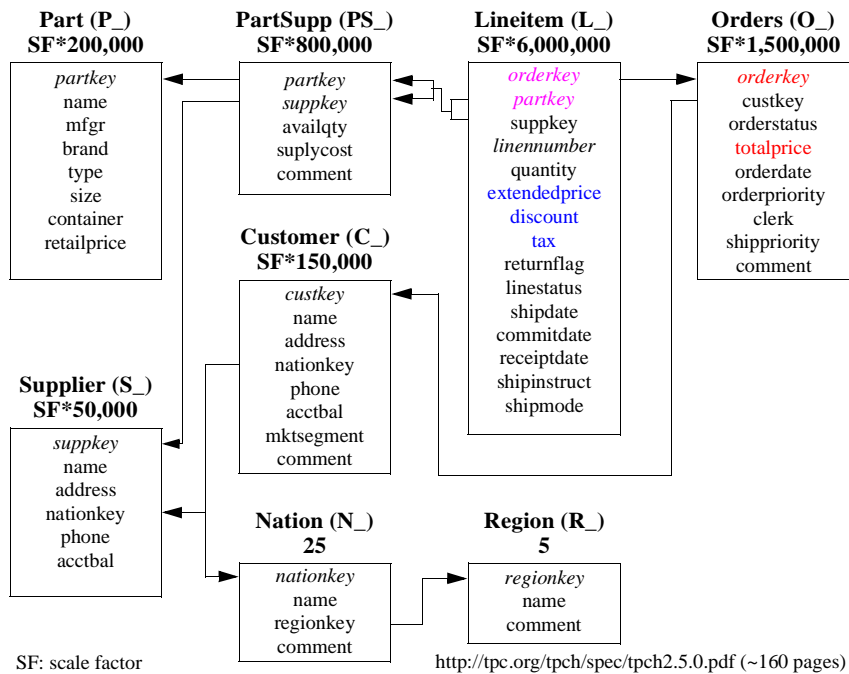 Part (P_)
SF*200,000
partkey
name
mfgr
brand
type
size
container
retailprice
PartSupp (PS_)
SF*800,000
partkey
suppkey
availqty
suplycost
comment
Lineitem (L_)
SF*6,000,000
orderkey
partkey
suppkey
linennumber
quantity
extendedprice
discount
tax
returnflag
linestatus
shipdate
commitdate
receiptdate
shipinstruct
shipmode
Orders (O_)
SF*1,500,000
orderkey
custkey
orderstatus
totalprice
orderdate
orderpriority
clerk
shippriority
comment
Customer (C_)
SF*150,000
custkey
name
address
nationkey
phone
acctbal
mktsegment
comment
Supplier (S_)
SF*50,000
suppkey
name
address
nationkey
phone
acctbal
Nation (N_)
25
nationkey
name
regionkey
comment
Region (R_)
5
regionkey
name
comment
SF: scale factor
http://tpc.org/tpch/spec/tpch2.5.0.pdf (~160 pages)